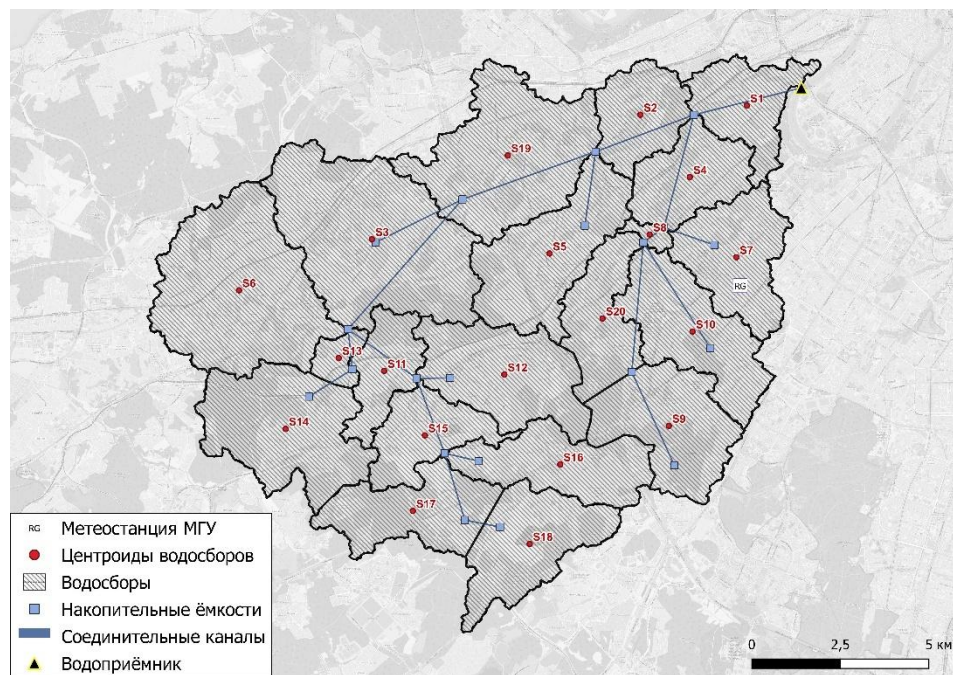 S1
S2
S19
S4
S8
S3
S5
S7
S6
RG
S20
S10
S13
S11
S12
S9
S14
S15
S16
S17
S18
RG Метеостанция МГУ
Центроиды водосборов
Водосборы
Накопительные ёмкости
Соединительные каналы
Водоприёмник
0 2,5 5 км